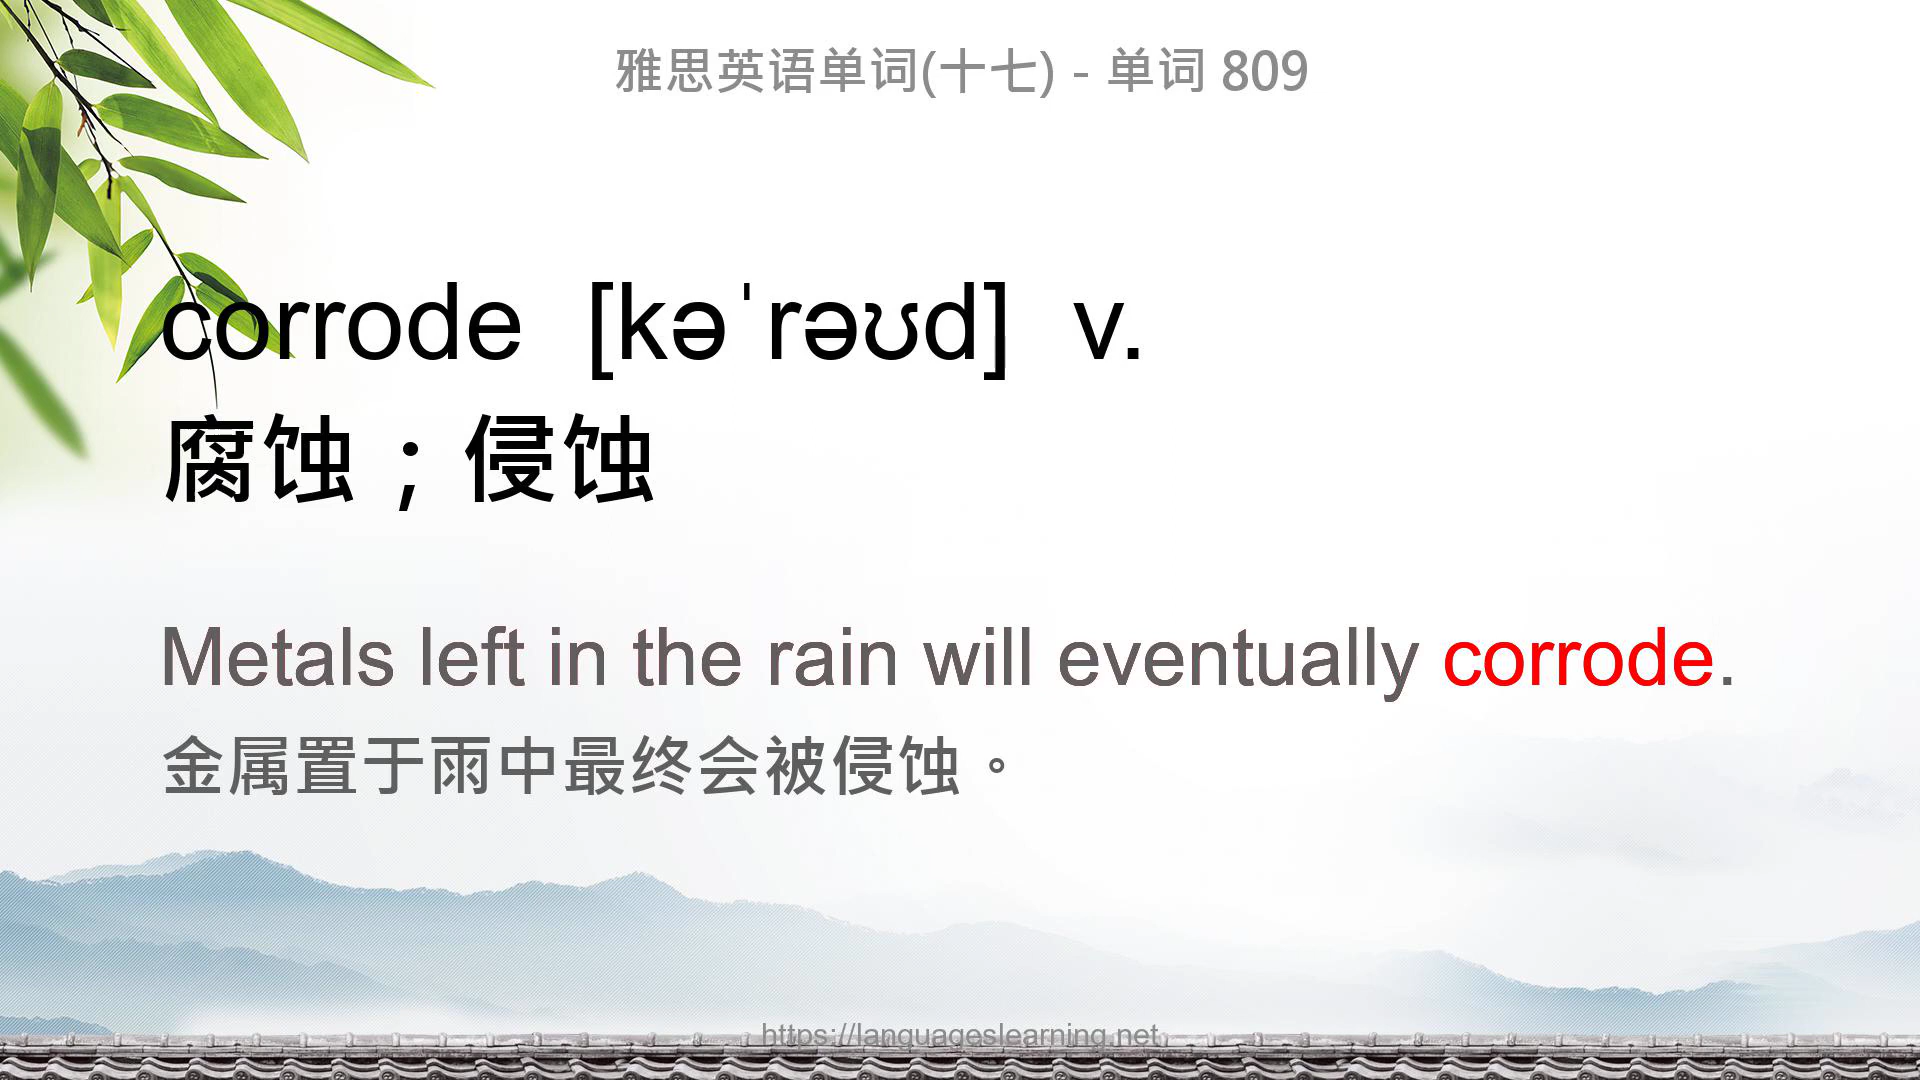 雅思英语单词(十七) - 单词 809
corrode [kəˈrəʊd] v.
腐蚀；侵蚀
Metals left in the rain will eventually corrode.
金属置于雨中最终会被侵蚀。
https://languageslearning.net